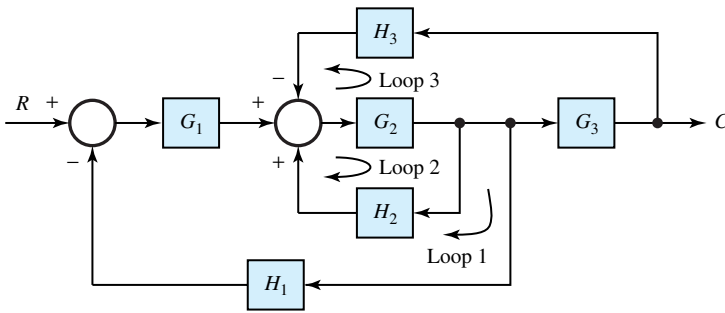 H3
−
Loop 3
R + G1 + G2 G3 C
− + Loop 2
H2
Loop 1
H1